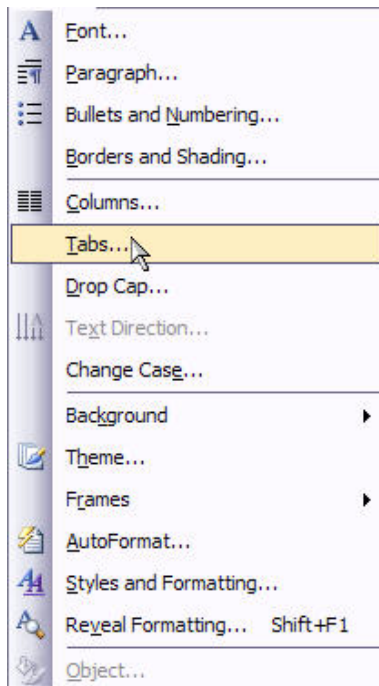 Font...
Paragraph...
Bullets and Numbering...
Borders and Shading...
Columns...
Tabs...
Drop Cap...
Text Direction...
Change Case...
Background
Theme...
Frames
AutoFormat...
Styles and Formatting...
Reveal Formatting... Shift+F1
Object...